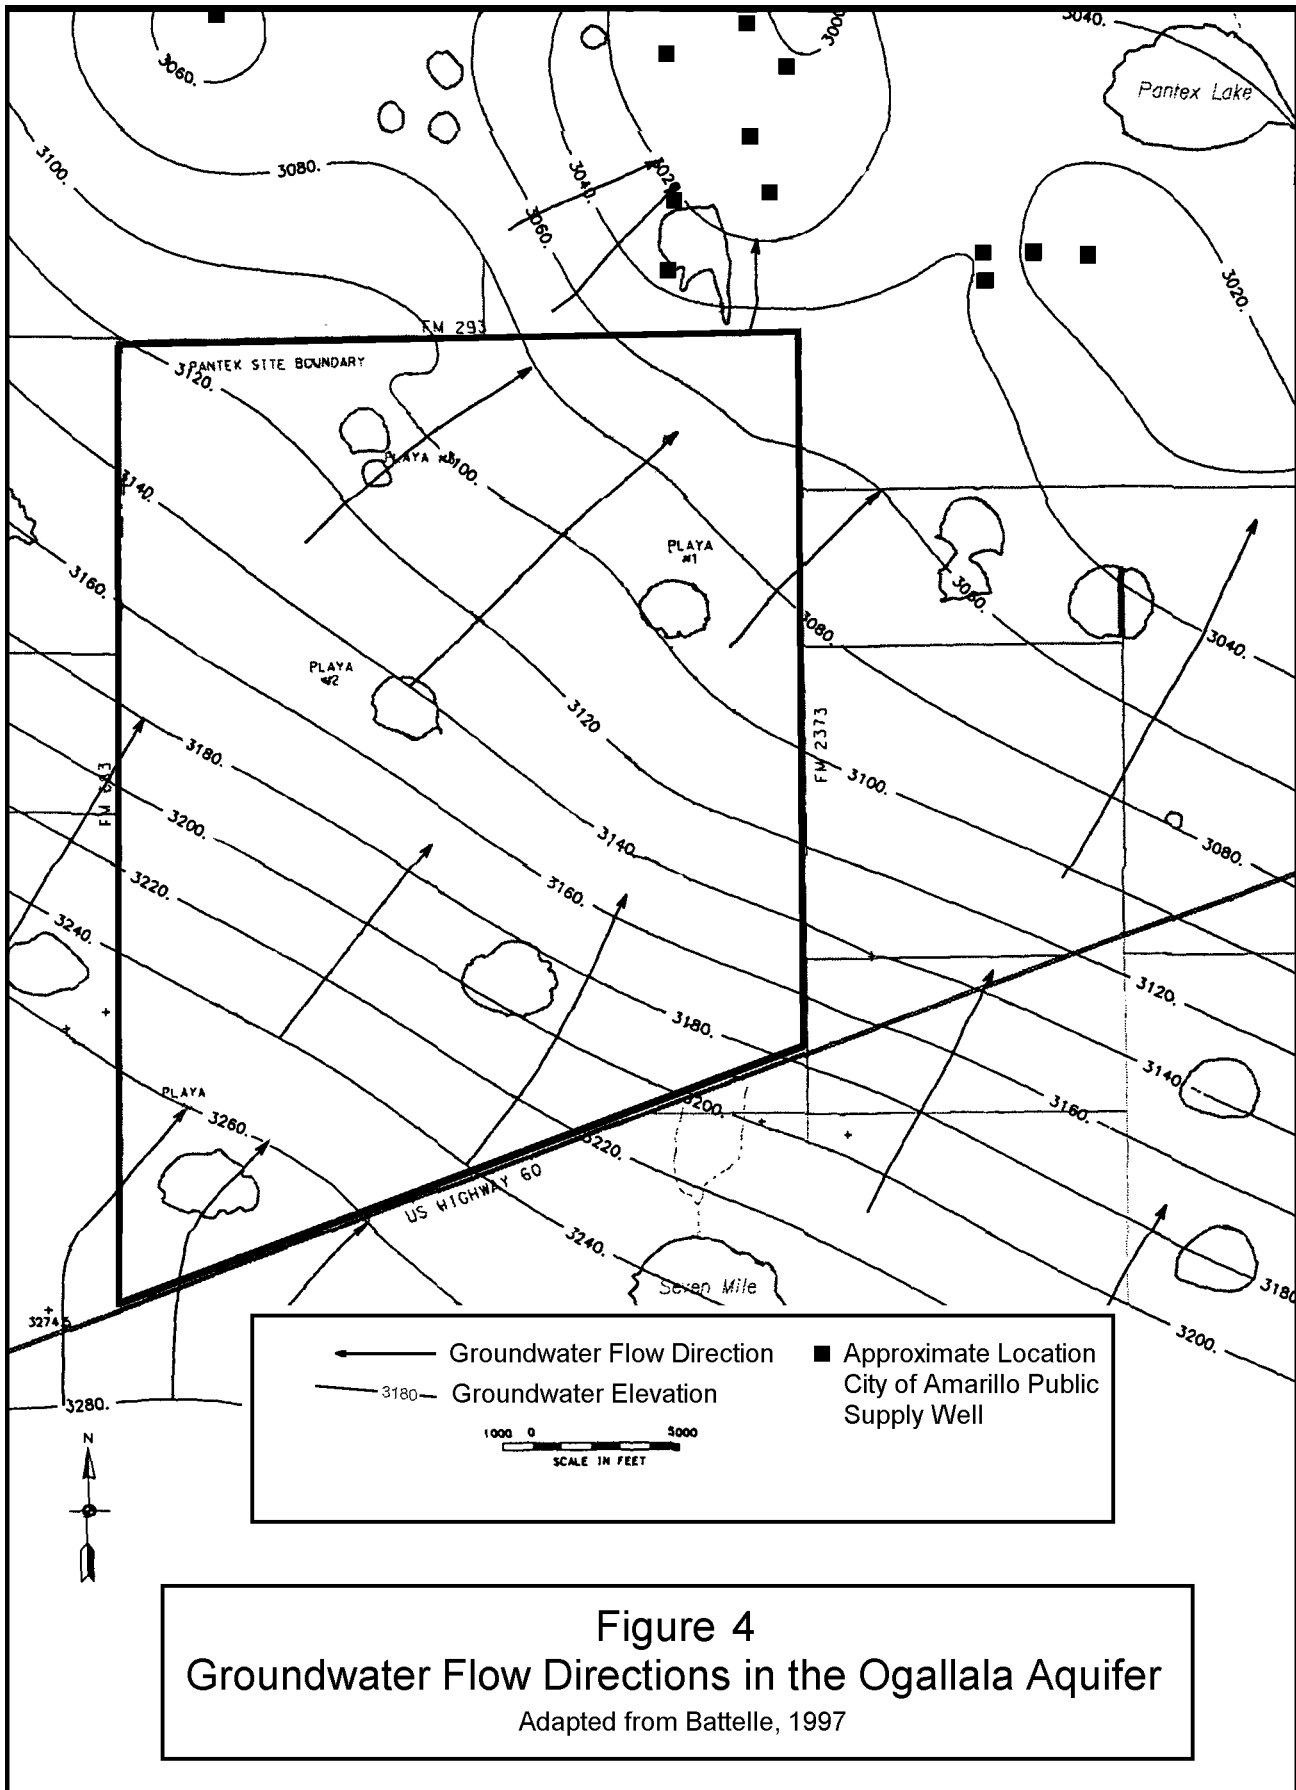 3040.
3000
3060.
Pantex Lake
3100.
3080.
3040.
3020.
3060.
3020.
FM 293
PANTEX SITE BOUNDARY
3120.
PLAYA
3100.
3140.
PLAYA
#1
3160.
3060.
3080.
3040.
PLAYA
#2
3120
3180.
FM 2373
3100.
FM 683
3200.
3140.
3080.
3220.
3160.
3240.
3120.
3180.
3140.
PLAYA
3200.
3160.
3260.
3220.
US HIGHWAY 60
3240.
Seven Mile
3180
3274.5
3200.
Groundwater Flow Direction
Approximate Location
City of Amarillo Public
Supply Well
3180
Groundwater Elevation
3280.
1000 0 5000
SCALE IN FEET
N
Figure 4
Groundwater Flow Directions in the Ogallala Aquifer
Adapted from Battelle, 1997